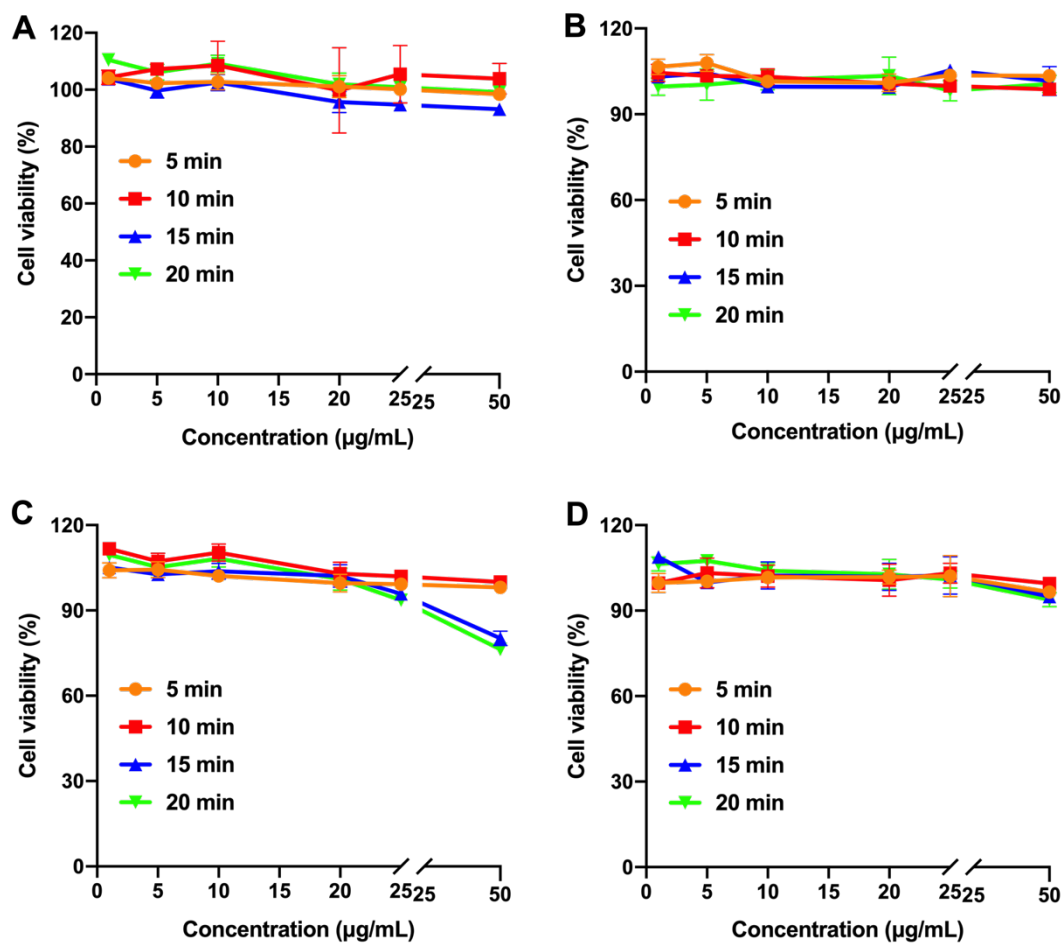 A
Cell viability (%)
120
100
80
60
40
20
0
5 min
10 min
15 min
20 min
0 5 10 15 20 25 25 50
Concentration (µg/mL)
B
Cell viability (%)
120
90
60
30
0
5 min
10 min
15 min
20 min
0 5 10 15 20 25 25 50
Concentration (µg/mL)
C
Cell viability (%)
120
90
60
30
0
5 min
10 min
15 min
20 min
0 5 10 15 20 25 25 50
Concentration (µg/mL)
D
Cell viability (%)
120
90
60
30
0
5 min
10 min
15 min
20 min
0 5 10 15 20 25 25 50
Concentration (µg/mL)